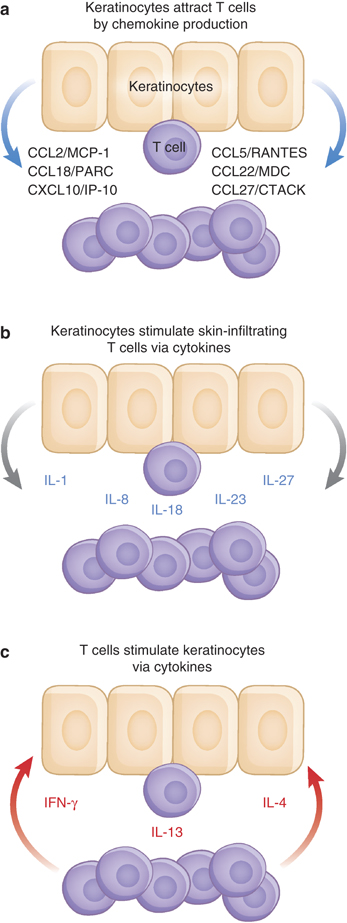 a
Keratinocytes attract T cells
by chemokine production
Keratinocytes
T cell
CCL2/MCP-1
CCL18/PARC
CXCL10/IP-10
CCL5/RANTES
CCL22/MDC
CCL27/CTACK
b
Keratinocytes stimulate skin-infiltrating
T cells via cytokines
IL-1
IL-8
IL-18
IL-23
IL-27
c
T cells stimulate keratinocytes
via cytokines
IFN-γ
IL-13
IL-4